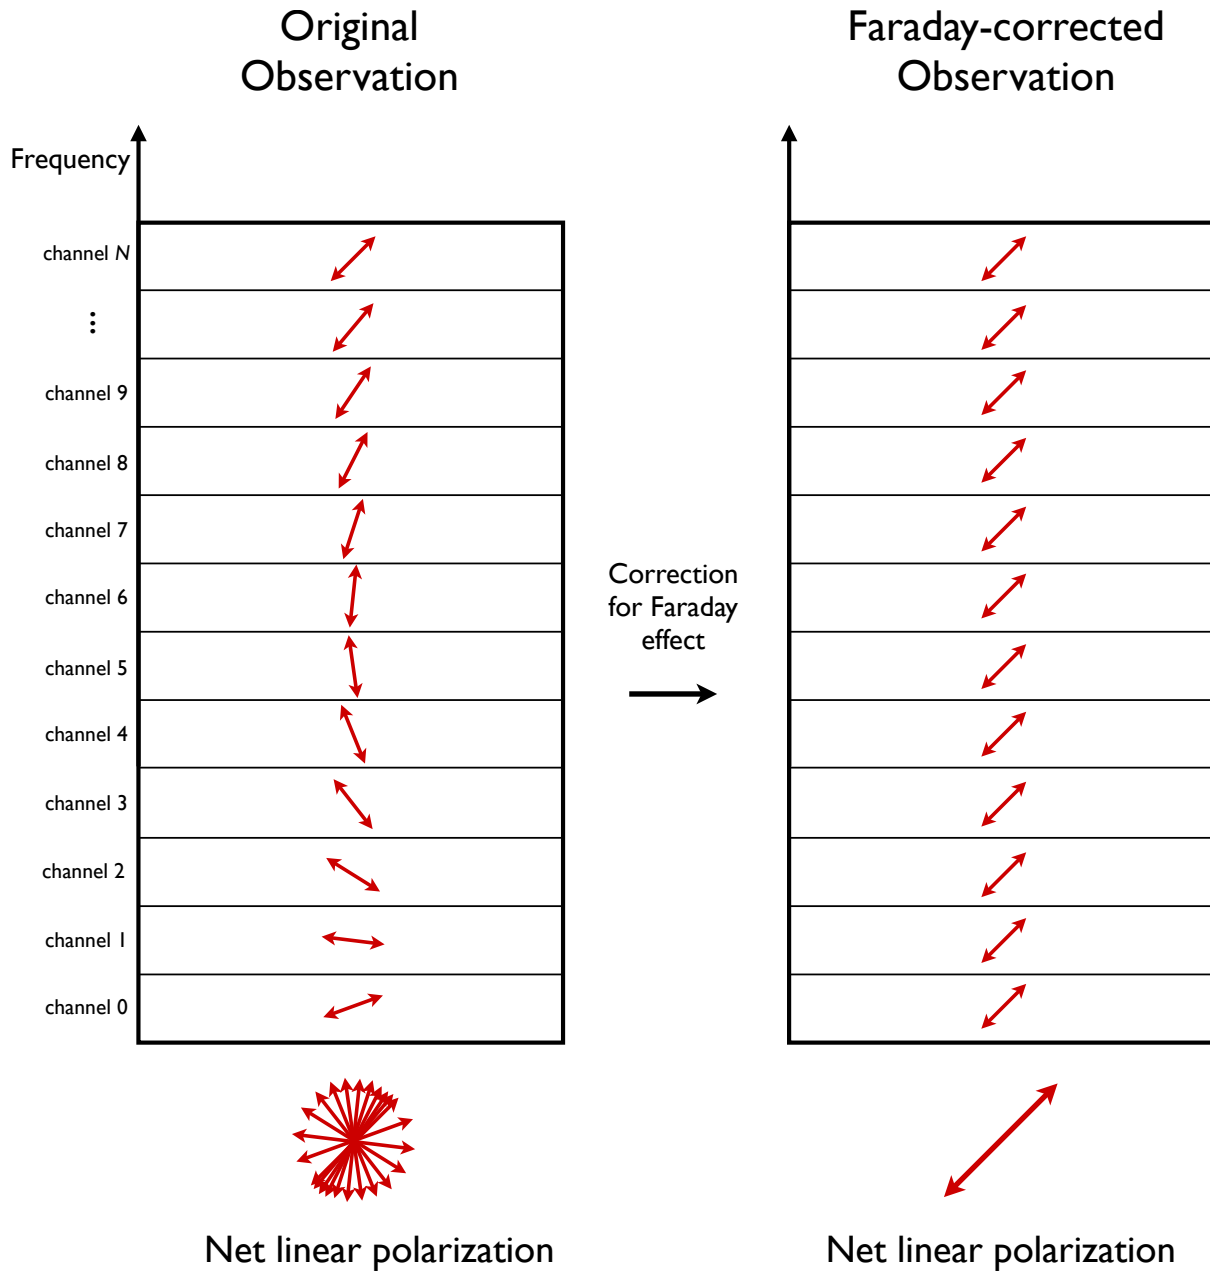 Original
Observation
Faraday-corrected
Observation
Frequency
channel N
...
channel 9
channel 8
channel 7
channel 6
channel 5
channel 4
channel 3
channel 2
channel 1
channel 0
Correction
for Faraday
effect
Net linear polarization
Net linear polarization